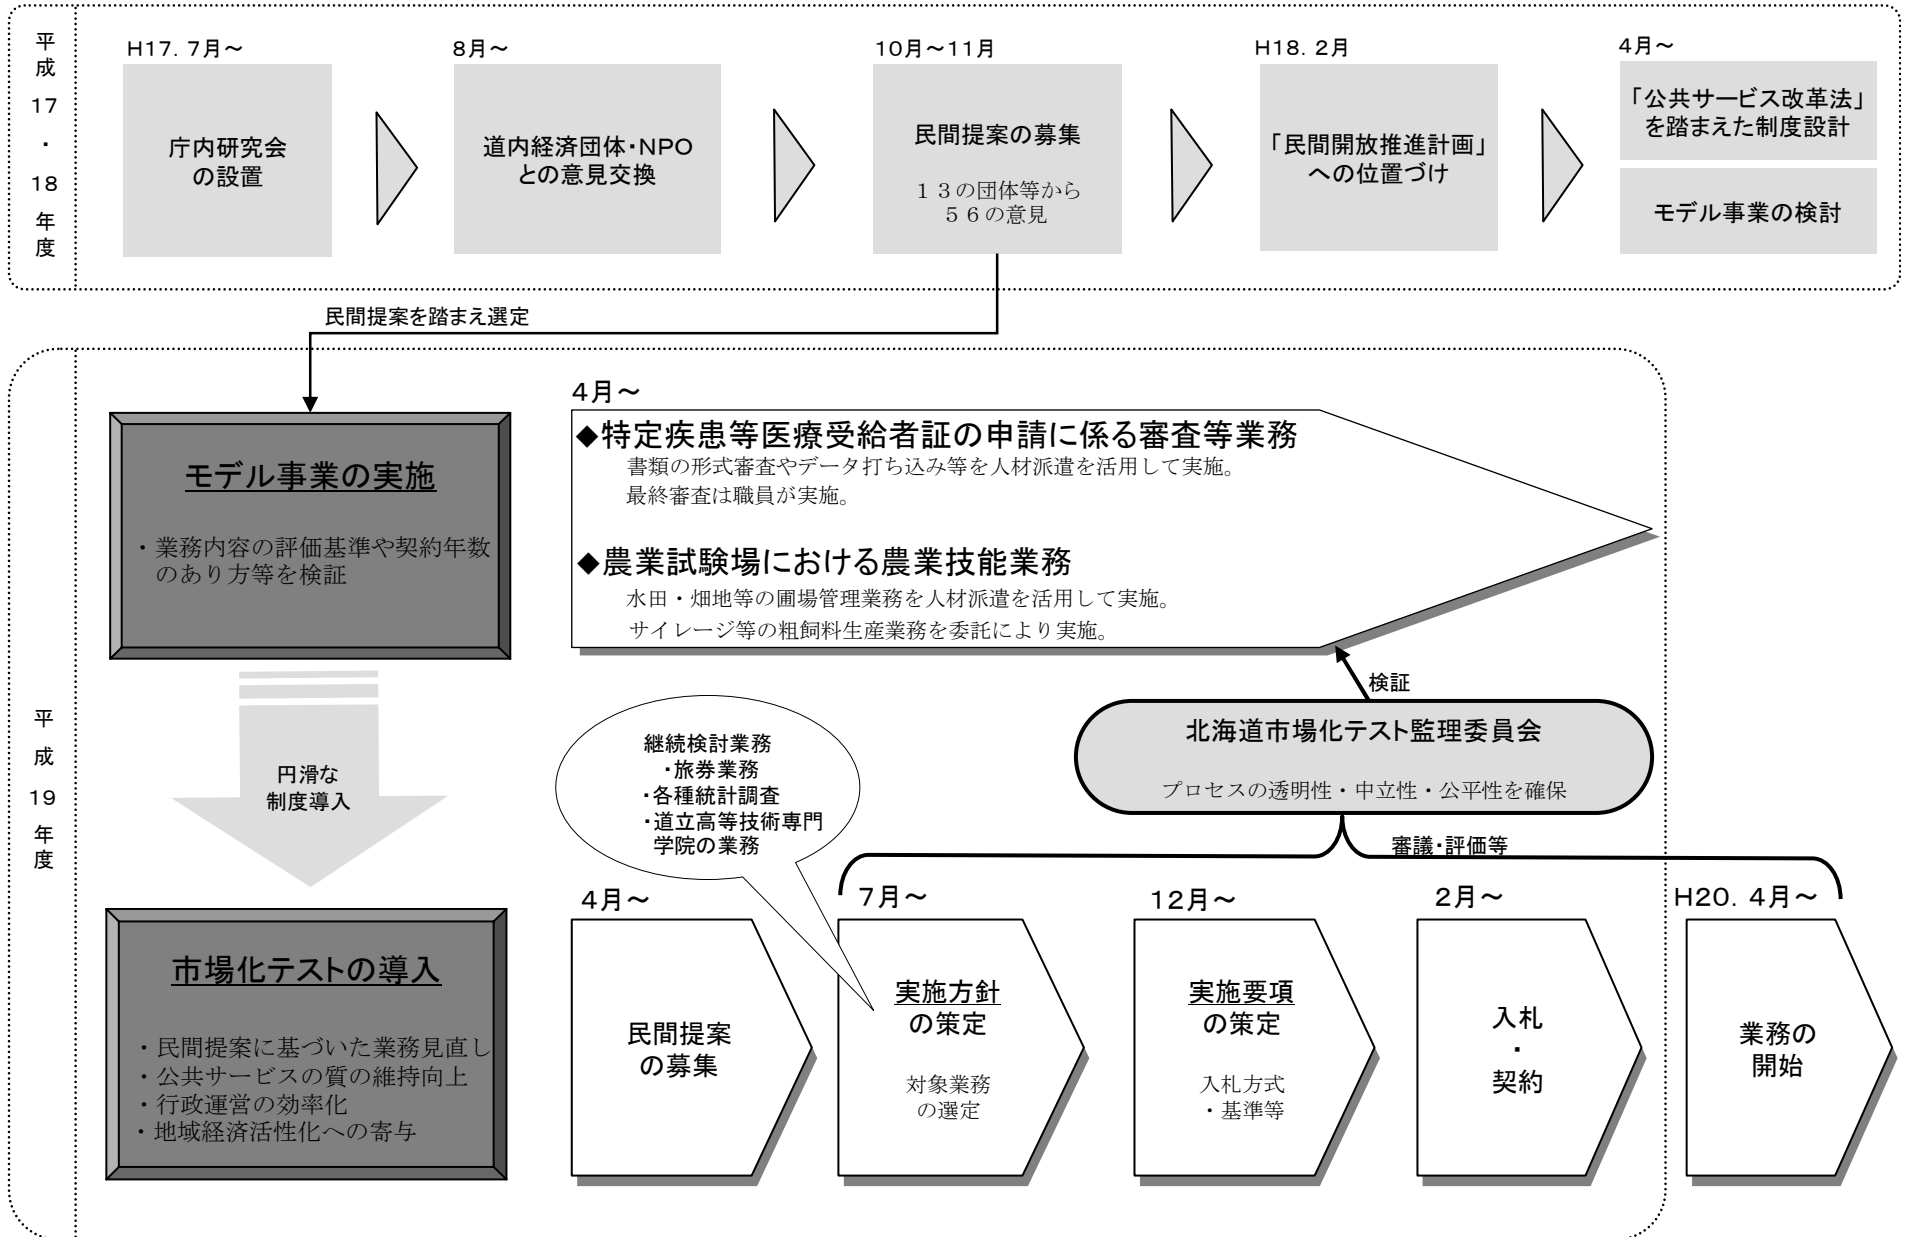 平
成
17
・
18
年
度
H17．7月～
庁内研究会
の設置
8月～
道内経済団体・NPO
との意見交換
10月～11月
民間提案の募集
１３の団体等から
５６の意見
H18．2月
「民間開放推進計画」
への位置づけ
4月～
「公共サービス改革法」
を踏まえた制度設計
モデル事業の検討
民間提案を踏まえ選定
平
成
19
年
度
モデル事業の実施
・業務内容の評価基準や契約年数
のあり方等を検証
4月～
◆特定疾患等医療受給者証の申請に係る審査等業務
書類の形式審査やデータ打ち込み等を人材派遣を活用して実施。
最終審査は職員が実施。
◆農業試験場における農業技能業務
水田・畑地等の圃場管理業務を人材派遣を活用して実施。
サイレージ等の粗飼料生産業務を委託により実施。
検証
北海道市場化テスト監理委員会
プロセスの透明性・中立性・公平性を確保
審議・評価等
円滑な
制度導入
継続検討業務
・旅券業務
・各種統計調査
・道立高等技術専門
学院の業務
市場化テストの導入
・民間提案に基づいた業務見直し
・公共サービスの質の維持向上
・行政運営の効率化
・地域経済活性化への寄与
4月～
民間提案
の募集
7月～
実施方針
の策定
対象業務
の選定
12月～
実施要項
の策定
入札方式
・基準等
2月～
入札
・
契約
H20．4月～
業務の
開始